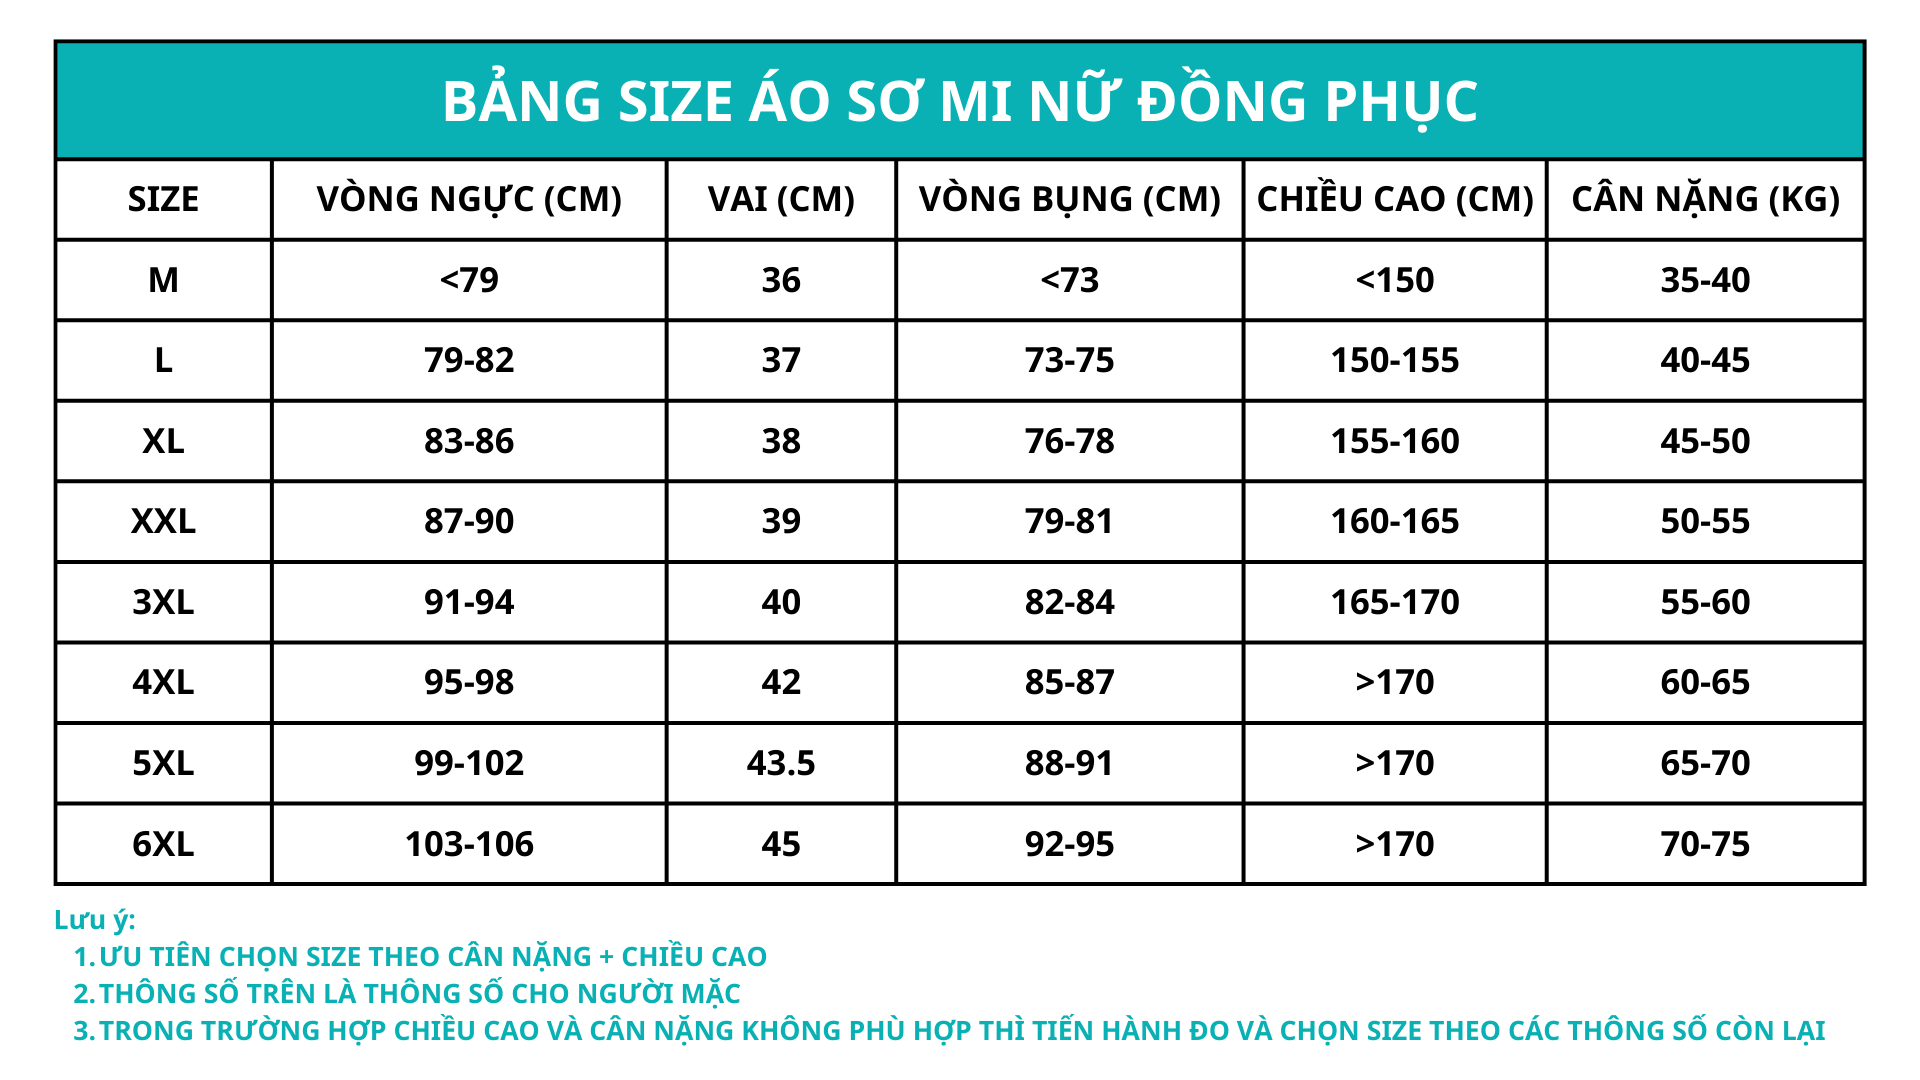 BẢNG SIZE ÁO SƠ MI NỮ ĐỒNG PHỤC
SIZE VÒNG NGỰC (CM) VAI (CM) VÒNG BỤNG (CM) CHIỀU CAO (CM) CÂN NẶNG (KG)
M <79 36 <73 <150 35-40
L 79-82 37 73-75 150-155 40-45
XL 83-86 38 76-78 155-160 45-50
XXL 87-90 39 79-81 160-165 50-55
3XL 91-94 40 82-84 165-170 55-60
4XL 95-98 42 85-87 >170 60-65
5XL 99-102 43.5 88-91 >170 65-70
6XL 103-106 45 92-95 >170 70-75
Lưu ý:
1. ƯU TIÊN CHỌN SIZE THEO CÂN NẶNG + CHIỀU CAO
2. THÔNG SỐ TRÊN LÀ THÔNG SỐ CHO NGƯỜI MẶC
3. TRONG TRƯỜNG HỢP CHIỀU CAO VÀ CÂN NẶNG KHÔNG PHÙ HỢP THÌ TIẾN HÀNH ĐO VÀ CHỌN SIZE THEO CÁC THÔNG SỐ CÒN LẠI